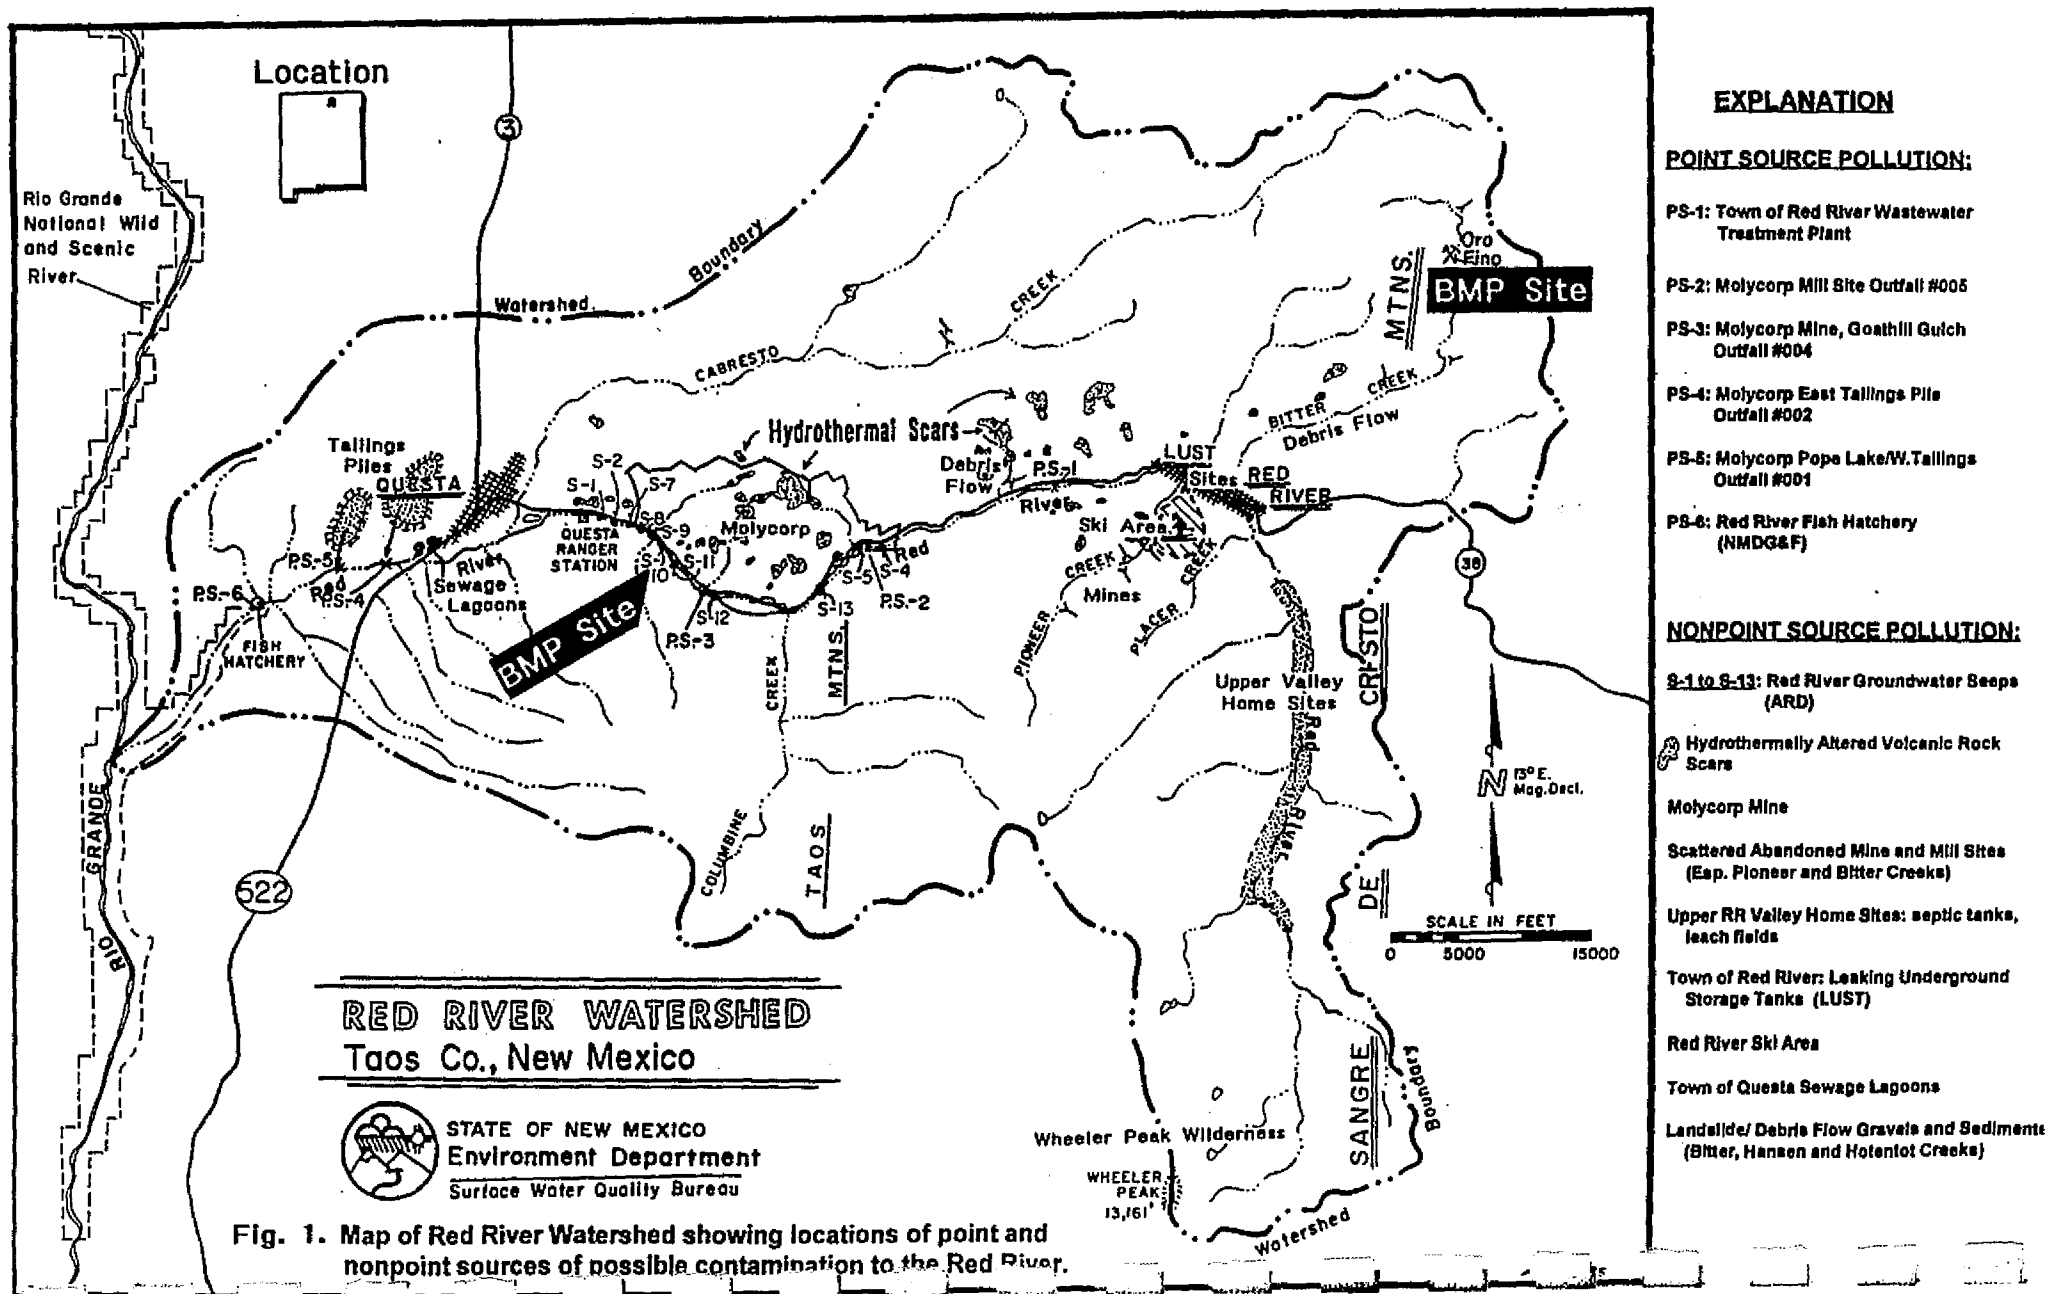 Location
3
Rio Grande
National Wild
and Scenic
River
Boundary
Watershed
CREEK
CABRESTO
MTNS.
Oro
Fino
BMP Site
Hydrothermal Scars
BITTER CREEK
Debris Flow
Tailings
Piles
QUESTA
S-1
S-2
S-7
S-8
S-9
S-10
S-11
Molycorp
Debris
Flow
P.S.-1
River
LUST
Sites
RED
RIVER
Ski Area
QUESTA
RANGER
STATION
Red
S-5
S-4
P.S.-2
S-13
S-12
P.S.-3
P.S.-5
Red
P.S.-4
P.S.-6
River
Sewage
Lagoons
FISH
HATCHERY
BMP Site
CREEK
Mines
PIONEER
CREEK
PLACER
38
Upper Valley
Home Sites
Red
River
CREEK
COLUMBINE
MTNS.
TAOS
CRISTO
DE
SANGRE
N
13° E.
Mag. Decl.
SCALE IN FEET
0 5000 15000
GRANDE
RIO
522
RED RIVER WATERSHED
Taos Co., New Mexico
STATE OF NEW MEXICO
Environment Department
Surface Water Quality Bureau
Wheeler Peak Wilderness
WHEELER
PEAK
13,161'
Watershed
Boundary
Fig. 1. Map of Red River Watershed showing locations of point and
nonpoint sources of possible contamination to the Red River.
EXPLANATION
POINT SOURCE POLLUTION:
PS-1: Town of Red River Wastewater
Treatment Plant
PS-2: Molycorp Mill Site Outfall #005
PS-3: Molycorp Mine, Goathill Gulch
Outfall #004
PS-4: Molycorp East Tailings Pile
Outfall #002
PS-5: Molycorp Pope Lake/W.Tailings
Outfall #001
PS-6: Red River Fish Hatchery
(NMDG&F)
NONPOINT SOURCE POLLUTION:
S-1 to S-13: Red River Groundwater Seeps
(ARD)
Hydrothermally Altered Volcanic Rock
Scars
Molycorp Mine
Scattered Abandoned Mine and Mill Sites
(Esp. Pioneer and Bitter Creeks)
Upper RR Valley Home Sites: septic tanks,
leach fields
Town of Red River: Leaking Underground
Storage Tanks (LUST)
Red River Ski Area
Town of Questa Sewage Lagoons
Landslide/ Debris Flow Gravels and Sediments
(Bitter, Hansen and Hotentot Creeks)